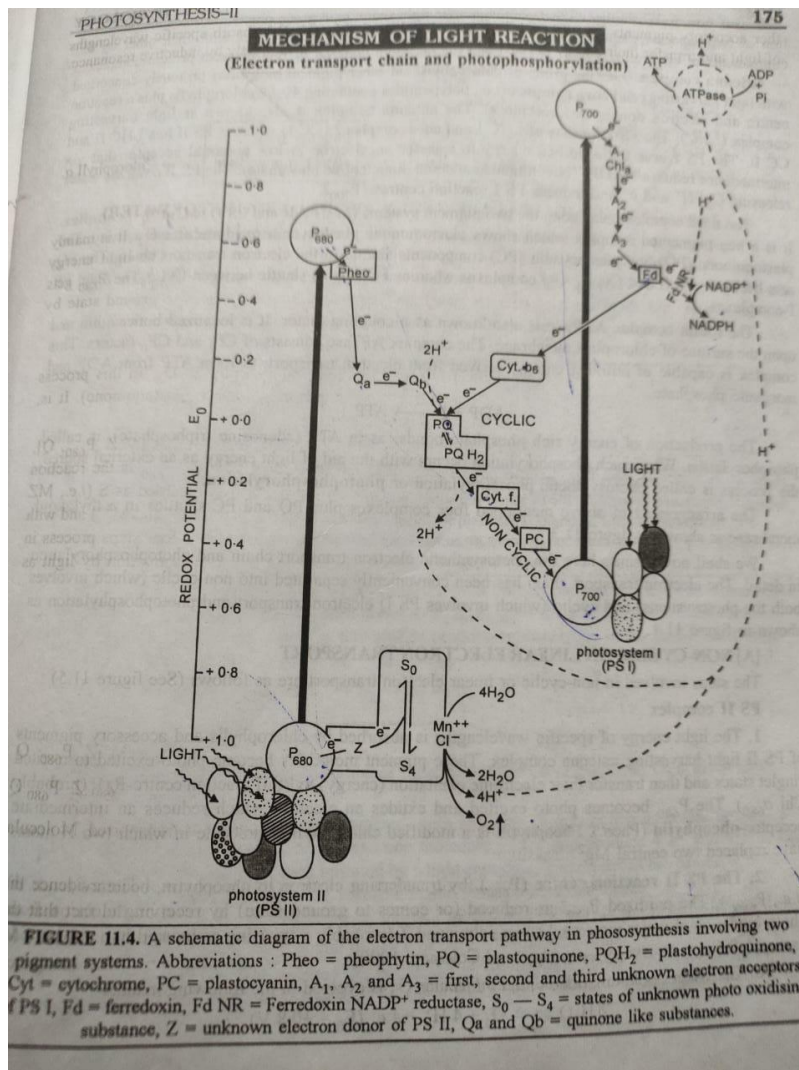 PHOTOSYNTHESIS–II
175
MECHANISM OF LIGHT REACTION
(Electron transport chain and photophosphorylation)
H+
ATP
ADP
+
Pi
ATPase
P700
e–
A1
Chla
e–
A2
e–
A3
e–
Fd
e–
Fd NR
H+
NADP+
NADPH
– 1·0
– 0·8
– 0·6
– 0·4
– 0·2
+ 0·0
+ 0·2
+ 0·4
+ 0·6
+ 0·8
+ 1·0
REDOX POTENTIAL E0
P680
e–
Pheo
e–
Qa
e–
Qb
2H+
e–
e–
Cyt. b6
e–
PQ
PQ H2
CYCLIC
e–
2H+
Cyt. f.
e–
PC
e–
NON CYCLIC
LIGHT
H+
P700
photosystem I
(PS I)
S0
S4
4H2O
Mn++
Cl–
2H2O
4H+
O2↑
LIGHT
P680
e–
Z
e–
photosystem II
(PS II)
FIGURE 11.4. A schematic diagram of the electron transport pathway in phososynthesis involving two
pigment systems. Abbreviations : Pheo = pheophytin, PQ = plastoquinone, PQH2 = plastohydroquinone,
Cyt = cytochrome, PC = plastocyanin, A1, A2 and A3 = first, second and third unknown electron acceptors
f PS I, Fd = ferredoxin, Fd NR = Ferredoxin NADP+ reductase, S0 — S4 = states of unknown photo oxidisin
substance, Z = unknown electron donor of PS II, Qa and Qb = quinone like substances.